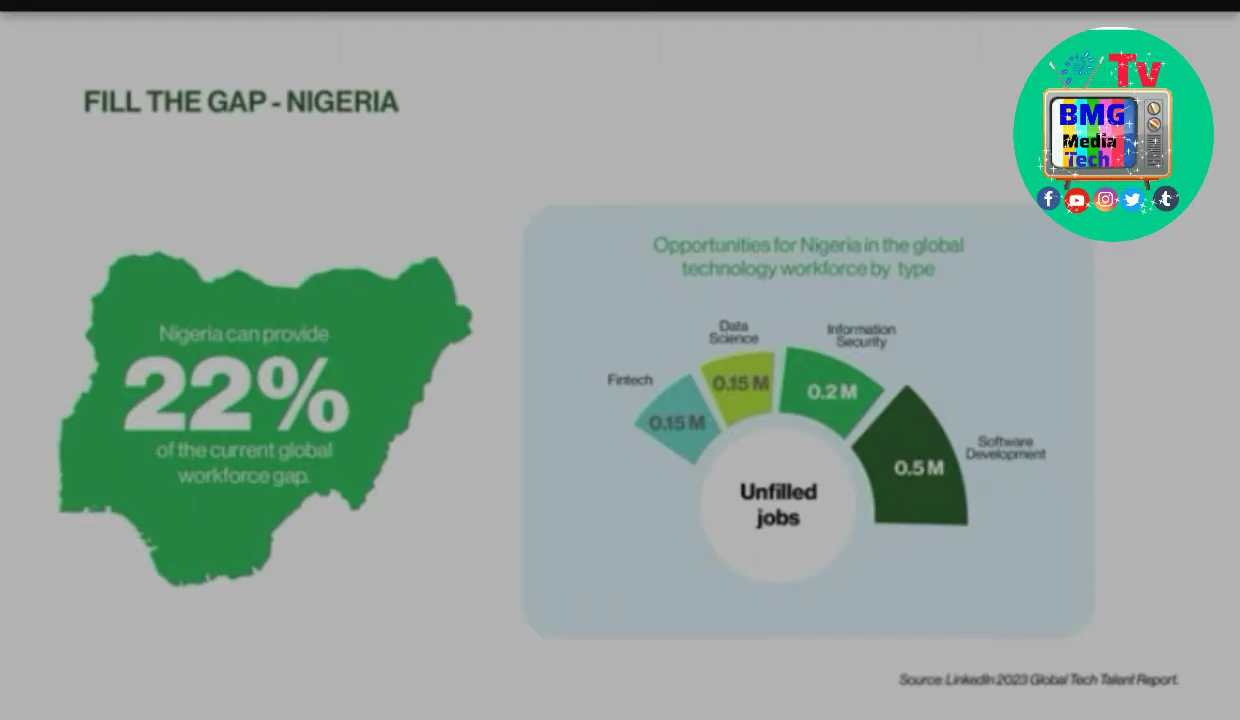 FILL THE GAP - NIGERIA
Tv
BMG
Media
Tech
Opportunities for Nigeria in the global
technology workforce by type
Nigeria can provide
22%
of the current global
workforce gap.
Data
Science
Information
Security
Fintech
0.15 M
0.15 M
0.2 M
Software
Development
0.5 M
Unfilled
jobs
Source: LinkedIn 2023 Global Tech Talent Report.